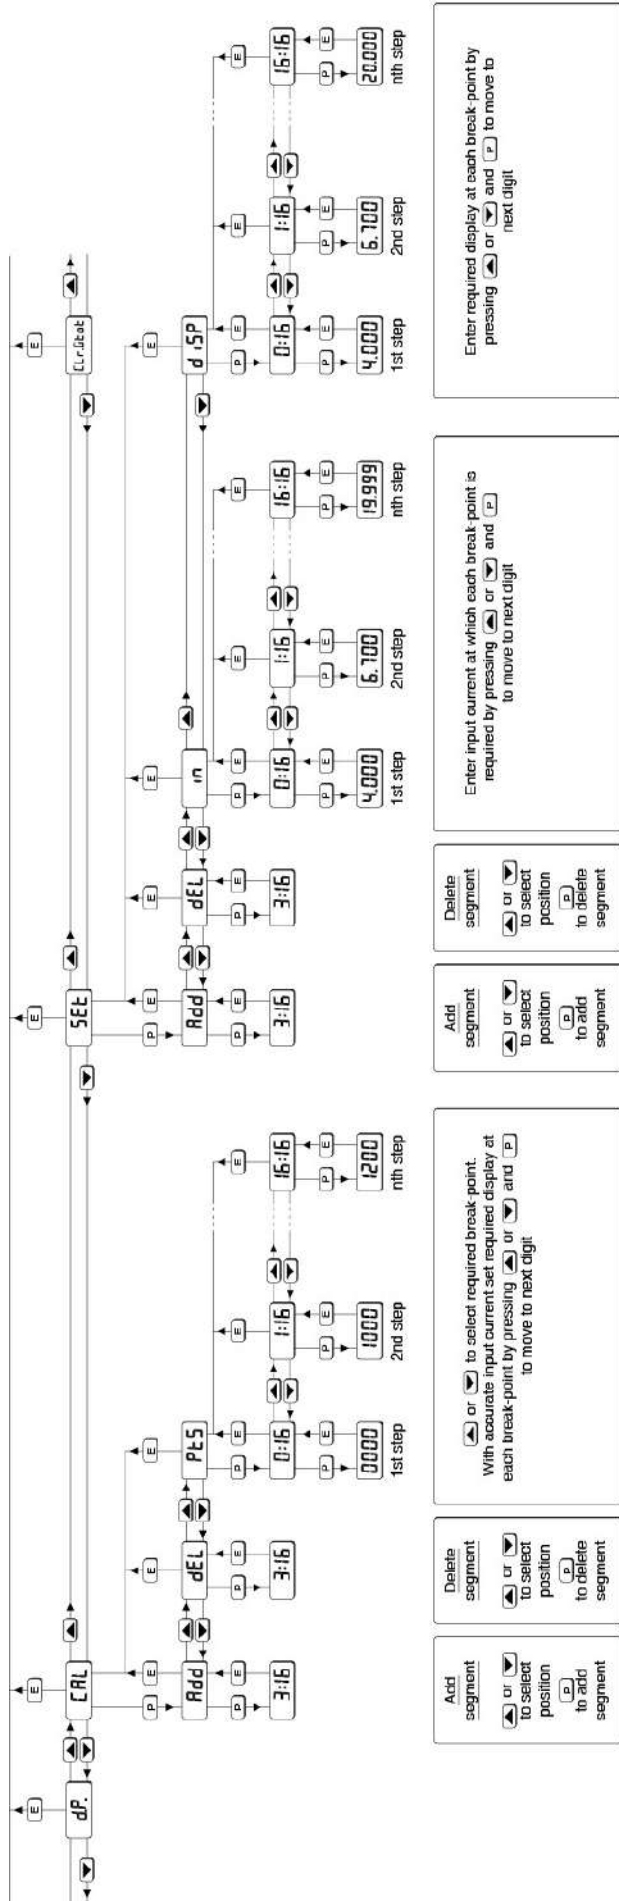 E E E E
d.P. CAL SEt CLr.Gtot
P E E E P E E E E
Add dEL PtS Add dEL in diSP
P E P E P E E E P E P E P E E E P E E E
3:16 3:16 0:16 1:16 16:16 3:16 3:16 0:16 1:16 16:16 0:16 1:16 16:16
P E P E P E P E P E P E P E P E P E
0000 1000 1200 4.000 6.700 19.999 4.000 6.700 20.000
1st step 2nd step nth step 1st step 2nd step nth step 1st step 2nd step nth step
Add
segment
▲ or ▼
to select
position
P
to add
segment
Delete
segment
▲ or ▼
to select
position
P
to delete
segment
▲ or ▼ to select required break-point.
With accurate input current set required display at
each break-point by pressing ▲ or ▼ and P
to move to next digit
Add
segment
▲ or ▼
to select
position
P
to add
segment
Delete
segment
▲ or ▼
to select
position
P
to delete
segment
Enter input current at which each break-point is
required by pressing ▲ or ▼ and P
to move to next digit
Enter required display at each break-point by
pressing ▲ or ▼ and P to move to
next digit